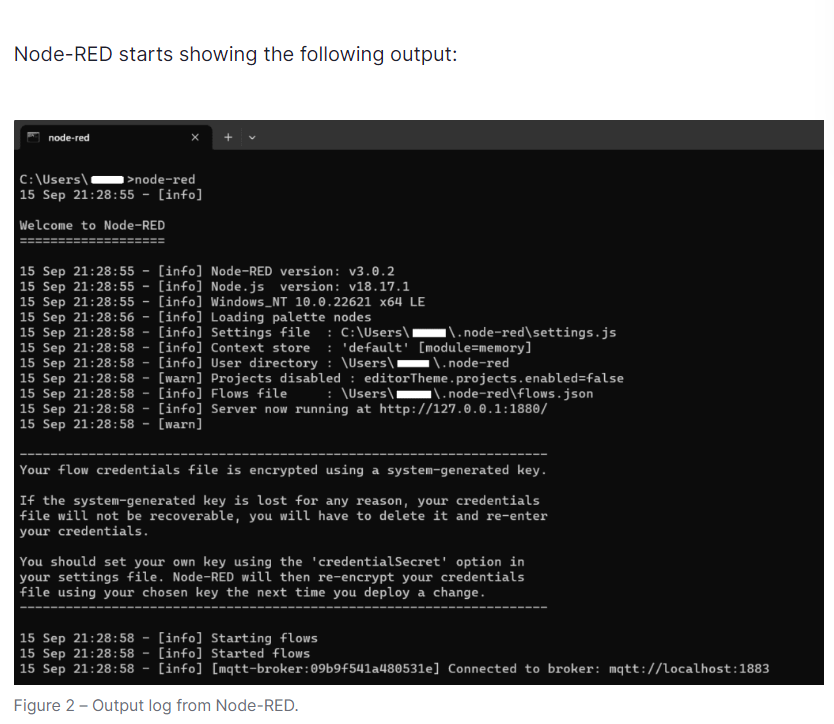 Node-RED starts showing the following output:
node-red
C:\Users\ >node-red
15 Sep 21:28:55 - [info]
Welcome to Node-RED
===================
15 Sep 21:28:55 - [info] Node-RED version: v3.0.2
15 Sep 21:28:55 - [info] Node.js  version: v18.17.1
15 Sep 21:28:55 - [info] Windows_NT 10.0.22621 x64 LE
15 Sep 21:28:56 - [info] Loading palette nodes
15 Sep 21:28:58 - [info] Settings file  : C:\Users\ \.node-red\settings.js
15 Sep 21:28:58 - [info] Context store  : 'default' [module=memory]
15 Sep 21:28:58 - [info] User directory : \Users\ \.node-red
15 Sep 21:28:58 - [warn] Projects disabled : editorTheme.projects.enabled=false
15 Sep 21:28:58 - [info] Flows file     : \Users\ \.node-red\flows.json
15 Sep 21:28:58 - [info] Server now running at http://127.0.0.1:1880/
15 Sep 21:28:58 - [warn]
---------------------------------------------------------------------
Your flow credentials file is encrypted using a system-generated key.
If the system-generated key is lost for any reason, your credentials
file will not be recoverable, you will have to delete it and re-enter
your credentials.
You should set your own key using the 'credentialSecret' option in
your settings file. Node-RED will then re-encrypt your credentials
file using your chosen key the next time you deploy a change.
---------------------------------------------------------------------
15 Sep 21:28:58 - [info] Starting flows
15 Sep 21:28:58 - [info] Started flows
15 Sep 21:28:58 - [info] [mqtt-broker:09b9f541a480531e] Connected to broker: mqtt://localhost:1883
Figure 2 – Output log from Node-RED.